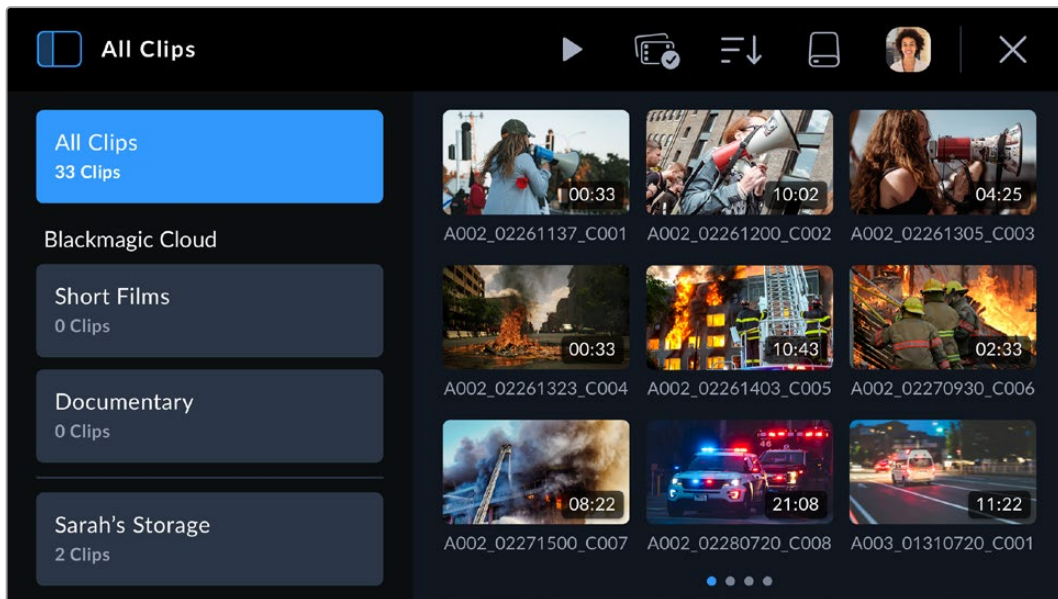 All Clips
All Clips
33 Clips
Blackmagic Cloud
Short Films
0 Clips
Documentary
0 Clips
Sarah's Storage
2 Clips
00:33
10:02
04:25
A002_02261137_C001
A002_02261200_C002
A002_02261305_C003
00:33
10:43
02:33
A002_02261323_C004
A002_02261403_C005
A002_02270930_C006
46
08:22
21:08
11:22
A002_02271500_C007
A002_02280720_C008
A003_01310720_C001